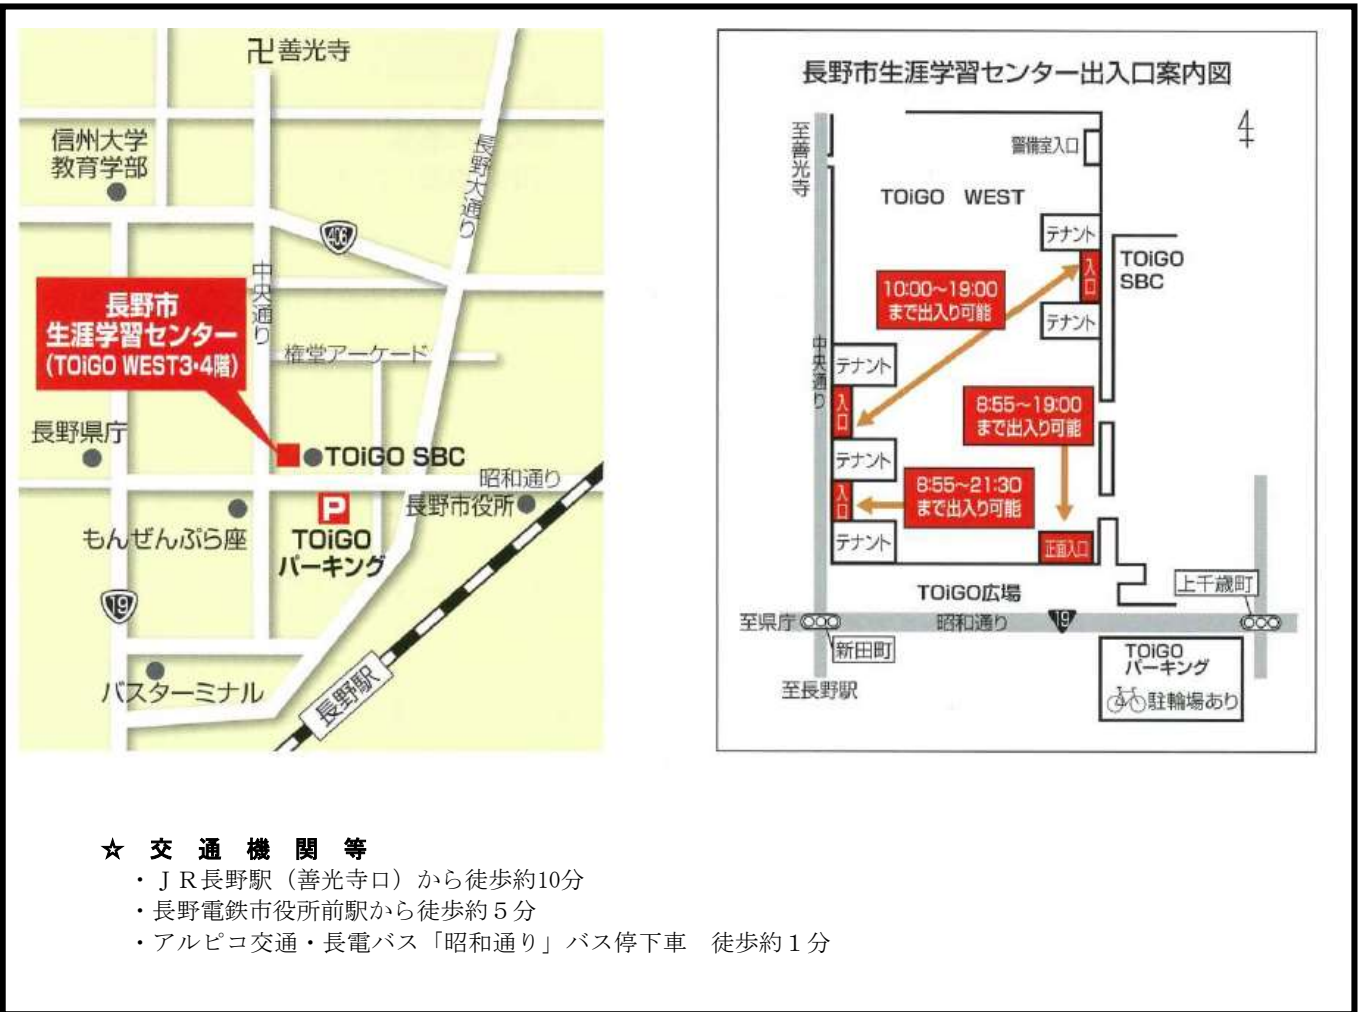 卍善光寺
信州大学
教育学部
長野大通り
406
長野市
生涯学習センター
(TOiGO WEST3・4階)
中央通り
権堂アーケード
長野県庁
TOiGO SBC
昭和通り
長野市役所
もんぜんぷら座
P
TOiGO
パーキング
19
バスターミナル
長野駅
長野市生涯学習センター出入口案内図
至善光寺
警備室入口
4
TOiGO WEST
テナント
入口
TOiGO
SBC
10:00～19:00
まで出入り可能
テナント
中央通り
テナント
入口
8:55～19:00
まで出入り可能
テナント
入口
8:55～21:30
まで出入り可能
テナント
正面入口
TOiGO広場
上千歳町
至県庁
昭和通り
19
新田町
TOiGO
パーキング
駐輪場あり
至長野駅
☆ 交 通 機 関 等
・ＪＲ長野駅（善光寺口）から徒歩約10分
・長野電鉄市役所前駅から徒歩約５分
・アルピコ交通・長電バス「昭和通り」バス停下車　徒歩約１分